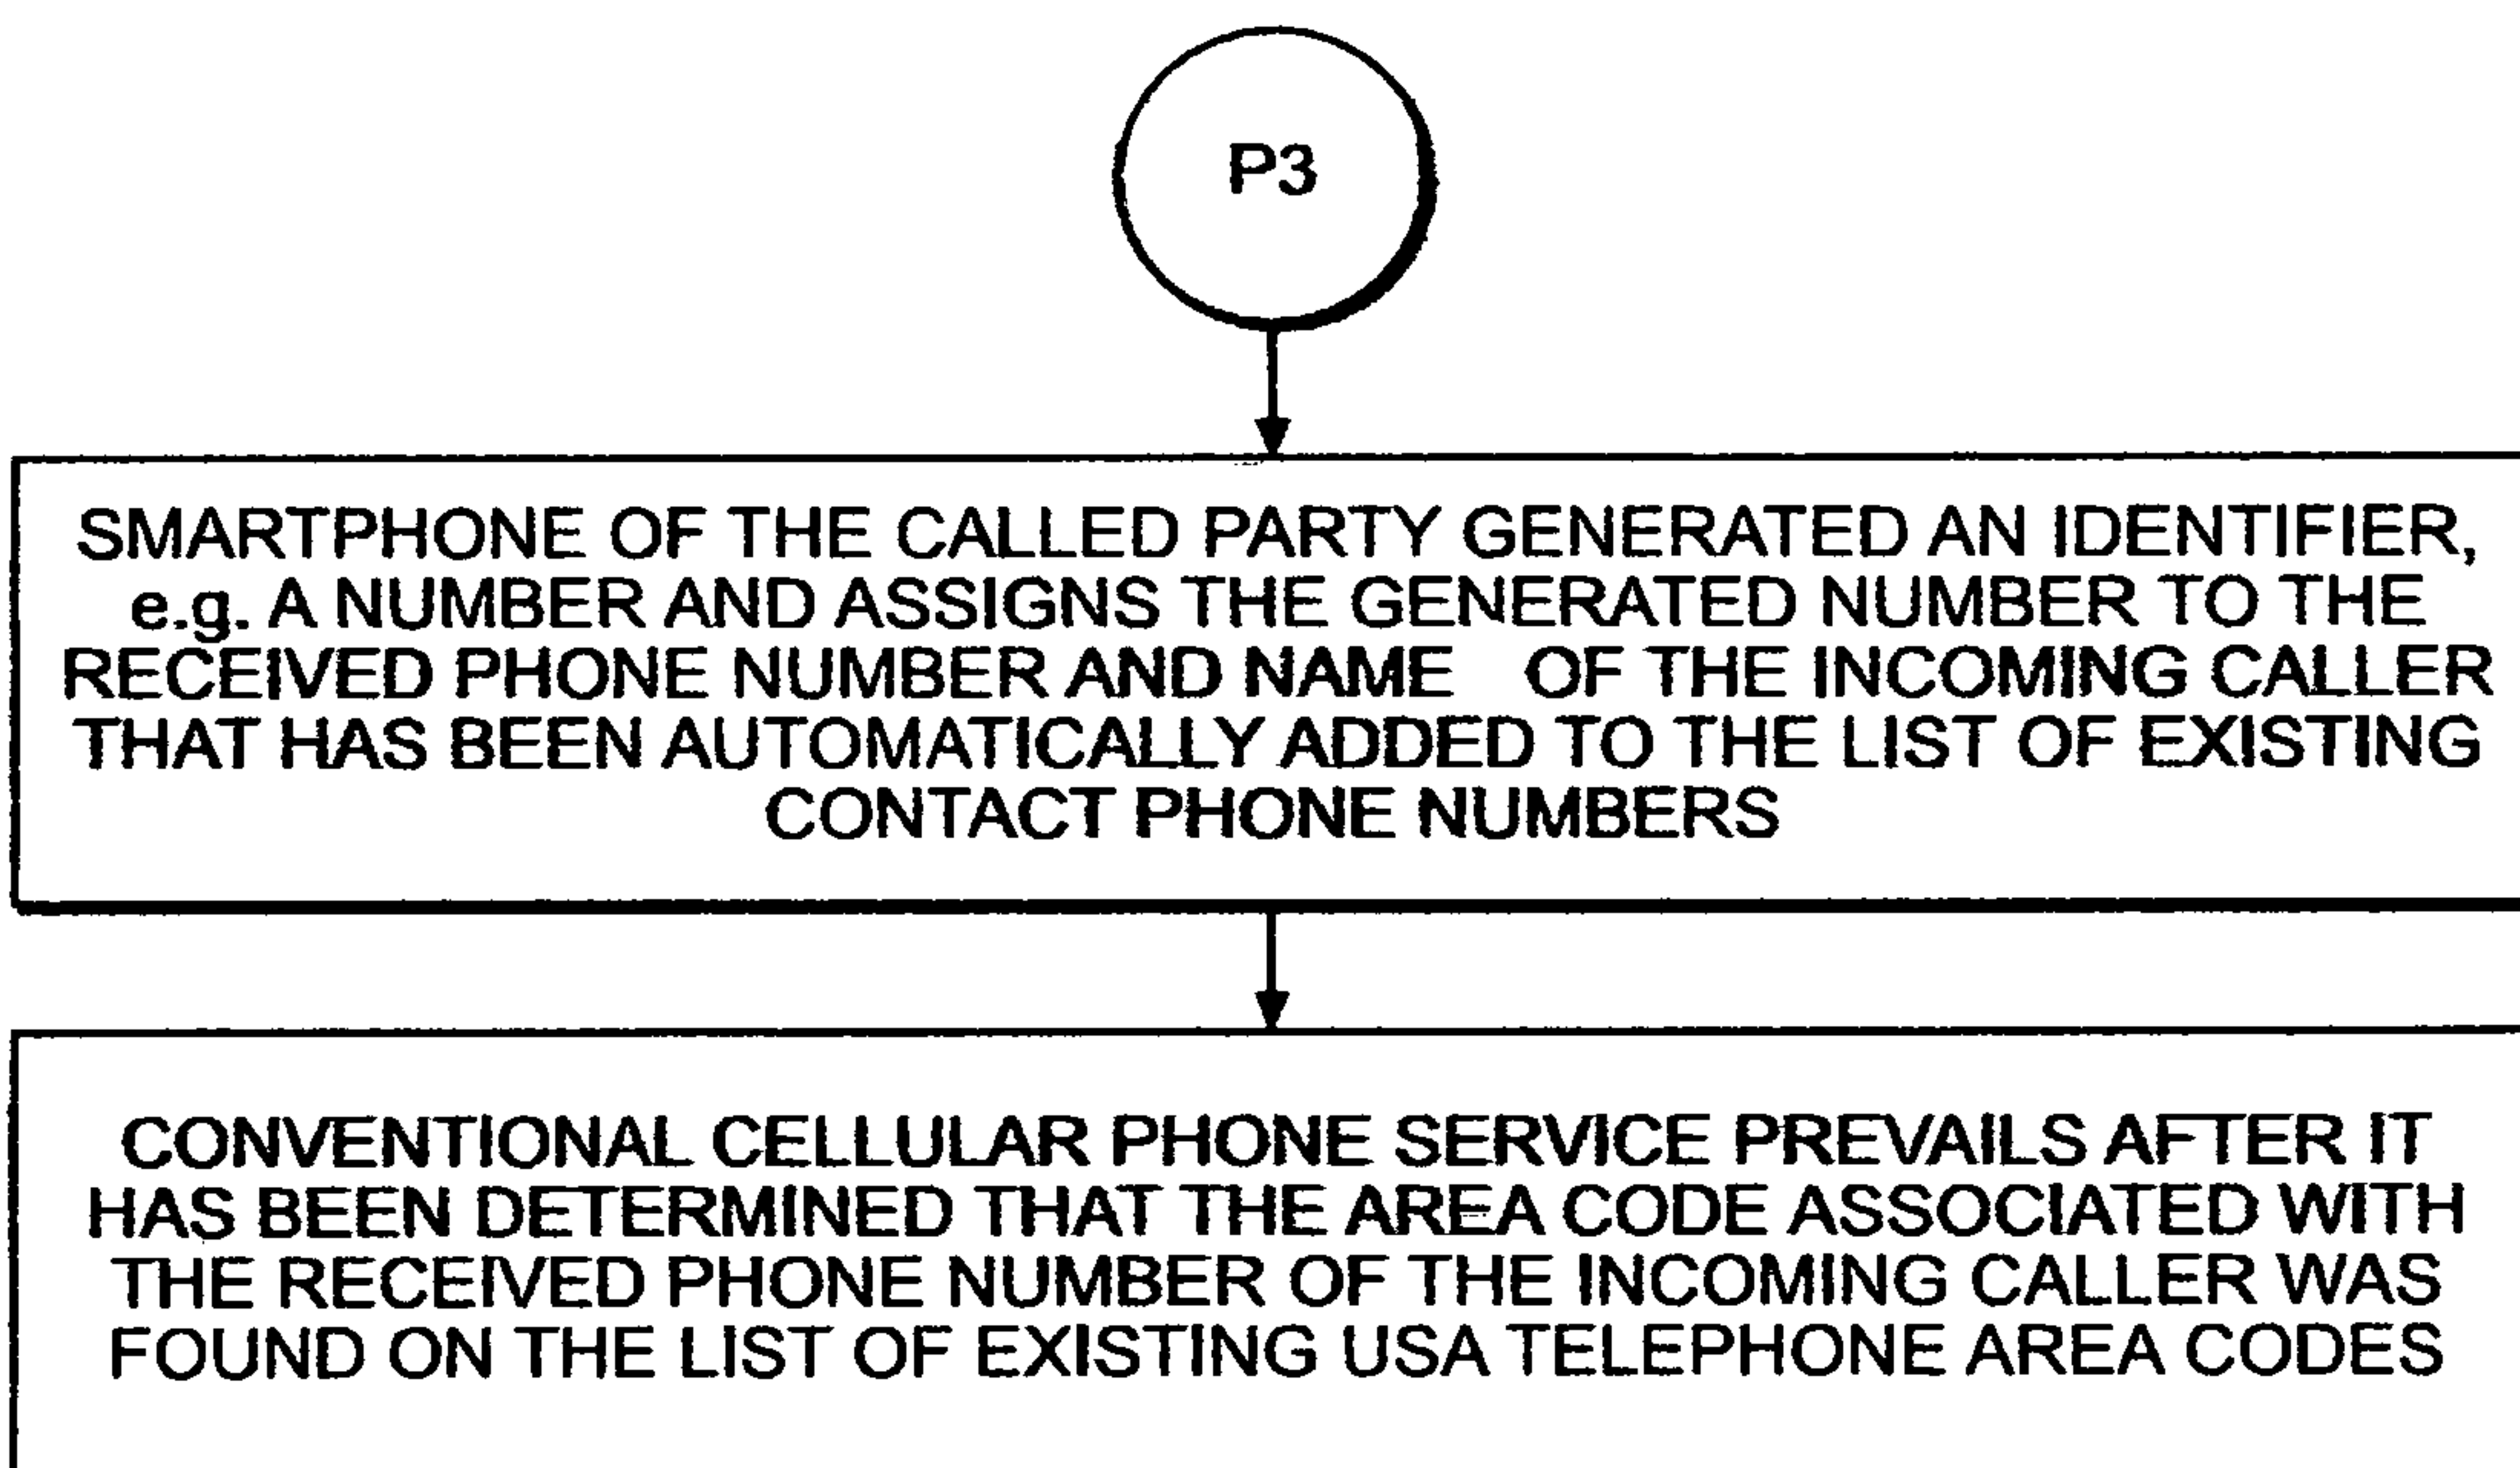 P3
SMARTPHONE OF THE CALLED PARTY GENERATED AN IDENTIFIER,
e.g. A NUMBER AND ASSIGNS THE GENERATED NUMBER TO THE
RECEIVED PHONE NUMBER AND NAME OF THE INCOMING CALLER
THAT HAS BEEN AUTOMATICALLY ADDED TO THE LIST OF EXISTING
CONTACT PHONE NUMBERS
CONVENTIONAL CELLULAR PHONE SERVICE PREVAILS AFTER IT
HAS BEEN DETERMINED THAT THE AREA CODE ASSOCIATED WITH
THE RECEIVED PHONE NUMBER OF THE INCOMING CALLER WAS
FOUND ON THE LIST OF EXISTING USA TELEPHONE AREA CODES